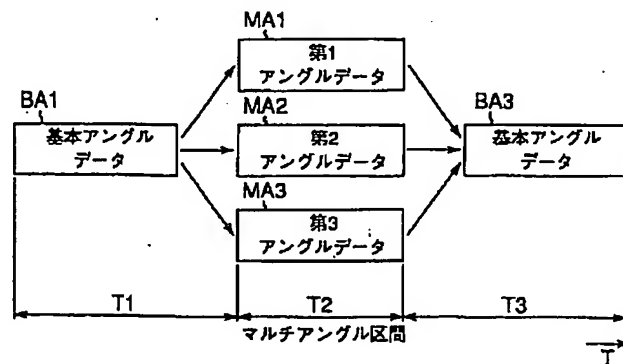 MA1
第1
アングルデータ
BA1
基本アングル
データ
MA2
第2
アングルデータ
BA3
基本アングル
データ
MA3
第3
アングルデータ
T1
T2
T3
マルチアングル区間
T